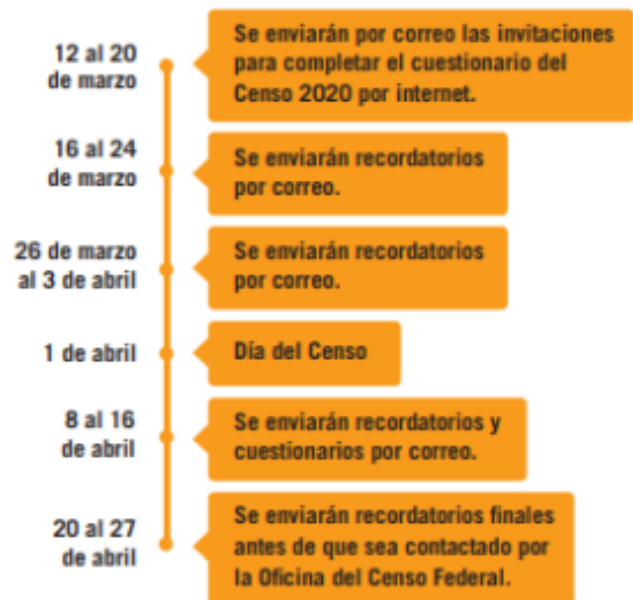 12 al 20
de marzo
Se enviarán por correo las invitaciones
para completar el cuestionario del
Censo 2020 por internet.
16 al 24
de marzo
Se enviarán recordatorios
por correo.
26 de marzo
al 3 de abril
Se enviarán recordatorios
por correo.
1 de abril
Día del Censo
8 al 16
de abril
Se enviarán recordatorios y
cuestionarios por correo.
20 al 27
de abril
Se enviarán recordatorios finales
antes de que sea contactado por
la Oficina del Censo Federal.